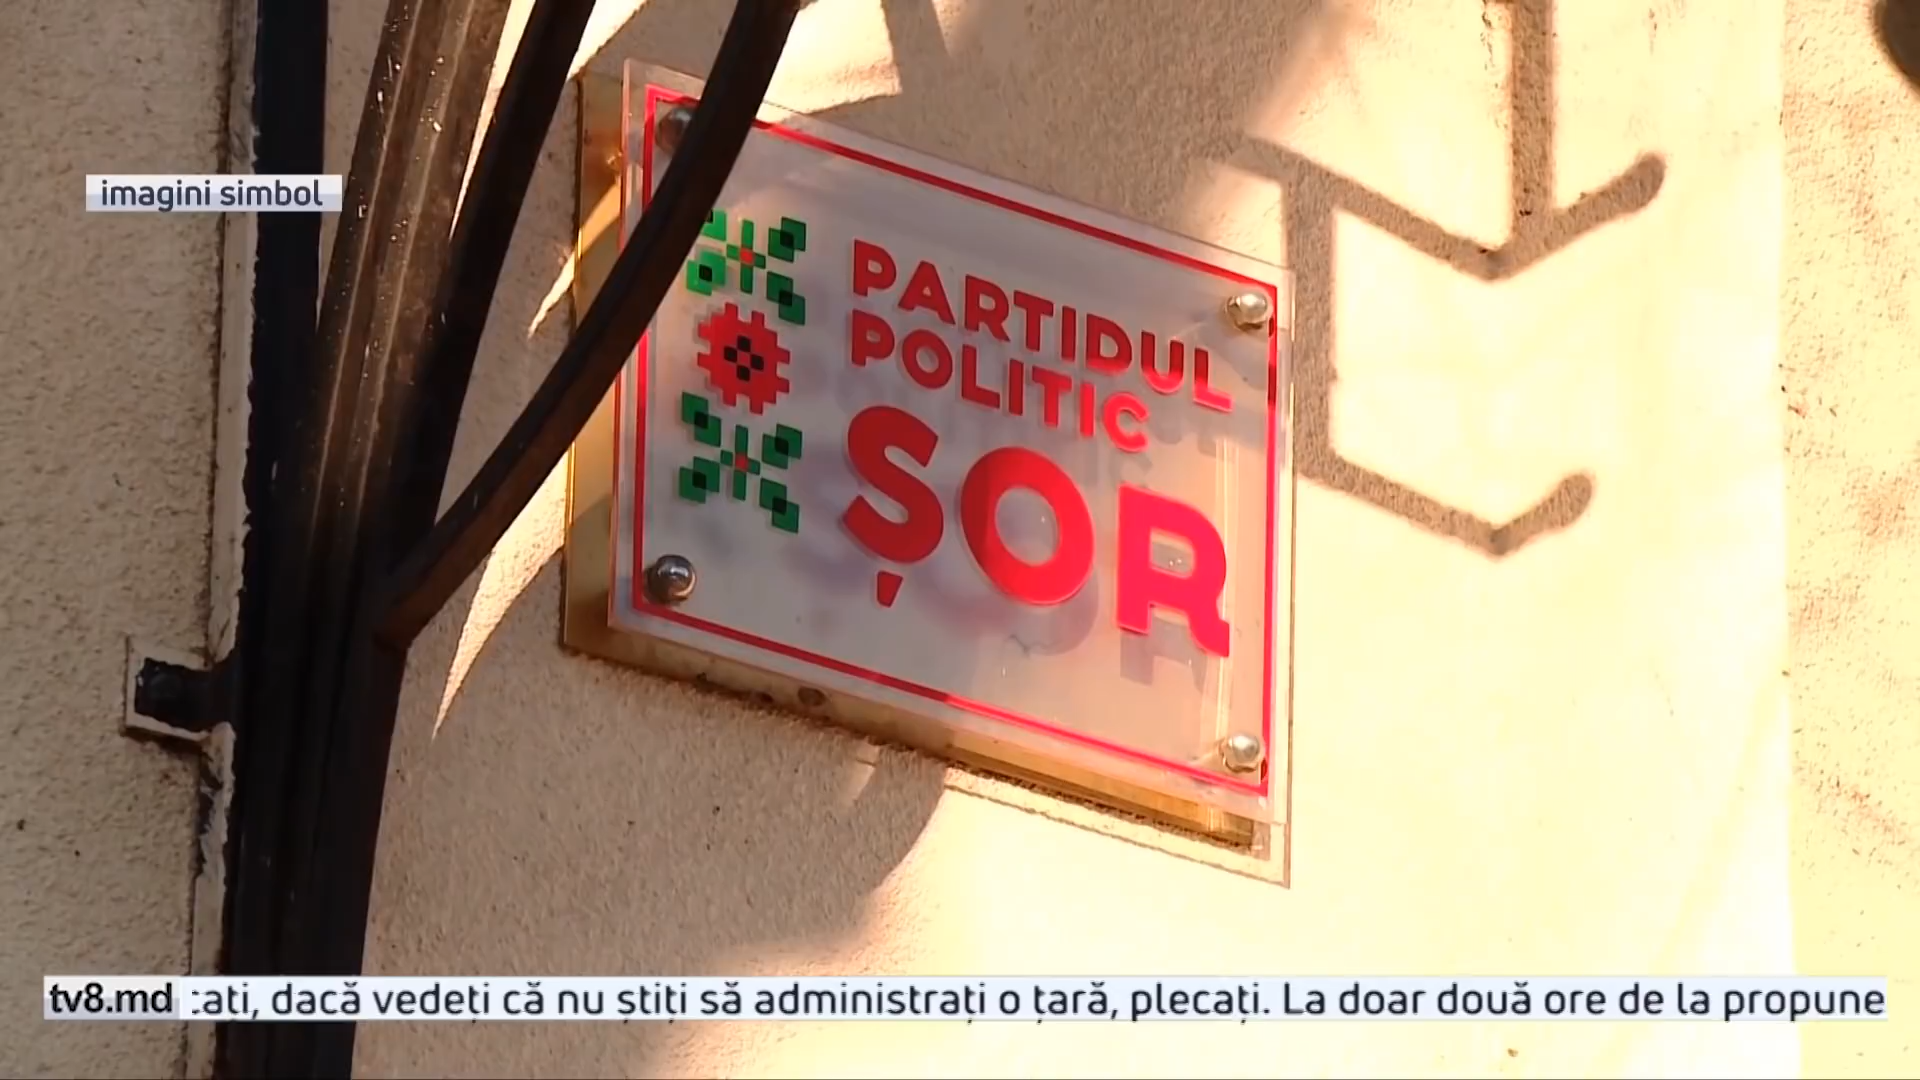 imagini simbol
PARTIDUL
POLITIC
ȘOR
tv8.md
dacă vedeți că nu știți să administrați o țară, plecați. La doar două ore de la propune